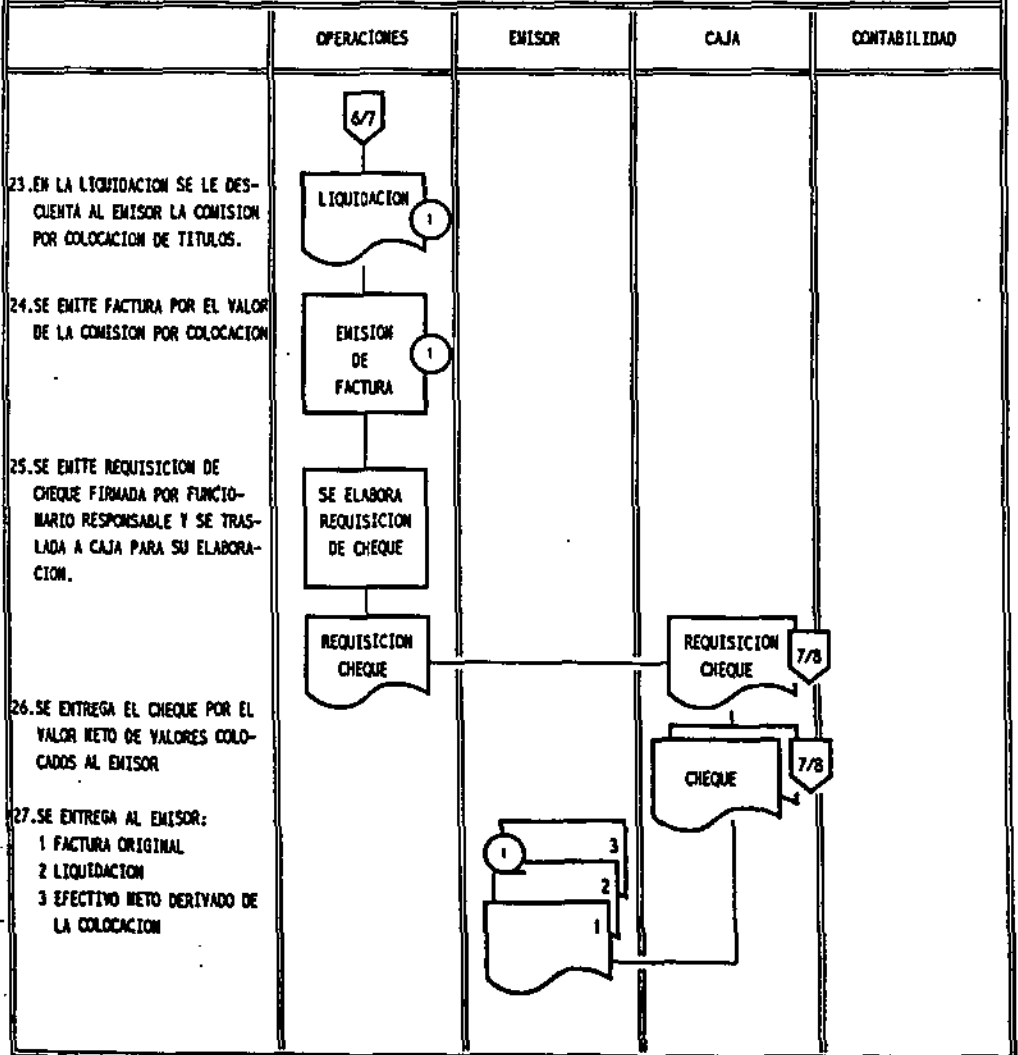 OPERACIONES EMISOR CAJA CONTABILIDAD
6/7
23.EN LA LIQUIDACION SE LE DES-
CUENTA AL EMISOR LA COMISION
POR COLOCACION DE TITULOS.
LIQUIDACION
1
24.SE EMITE FACTURA POR EL VALOR
DE LA COMISION POR COLOCACION
EMISION
DE
FACTURA
1
25.SE EMITE REQUISICION DE
CHEQUE FIRMADA POR FUNCIO-
NARIO RESPONSABLE Y SE TRAS-
LADA A CAJA PARA SU ELABORA-
CION.
SE ELABORA
REQUISICION
DE CHEQUE
REQUISICION
CHEQUE
REQUISICION
CHEQUE
7/8
26.SE ENTREGA EL CHEQUE POR EL
VALOR NETO DE VALORES COLO-
CADOS AL EMISOR
CHEQUE
7/8
27.SE ENTREGA AL EMISOR:
1 FACTURA ORIGINAL
2 LIQUIDACION
3 EFECTIVO NETO DERIVADO DE
LA COLOCACION
1
3
2
1